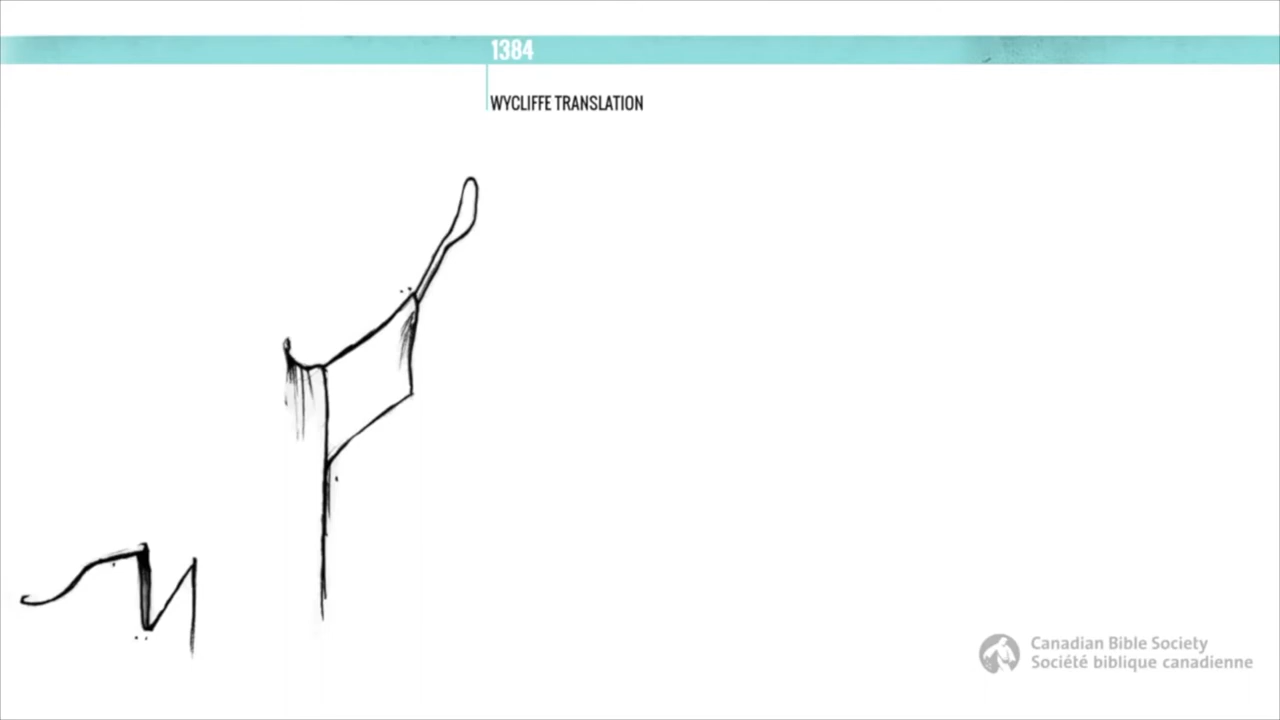 1384
WYCLIFFE TRANSLATION
Canadian Bible Society
Société biblique canadienne